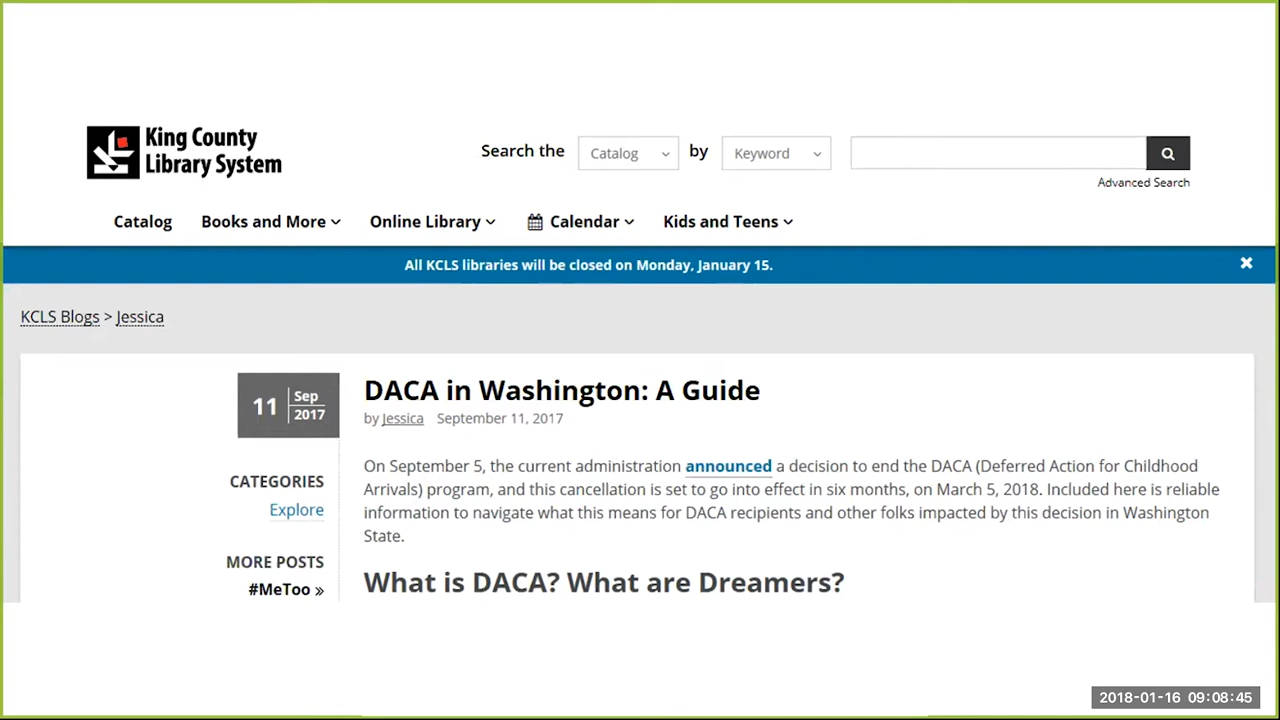 King County
Library System
Search the Catalog by Keyword
Advanced Search
Catalog Books and More Online Library Calendar Kids and Teens
All KCLS libraries will be closed on Monday, January 15.
KCLS Blogs > Jessica
11 Sep 2017
DACA in Washington: A Guide
by Jessica September 11, 2017
CATEGORIES
Explore
MORE POSTS
#MeToo »
On September 5, the current administration announced a decision to end the DACA (Deferred Action for Childhood
Arrivals) program, and this cancellation is set to go into effect in six months, on March 5, 2018. Included here is reliable
information to navigate what this means for DACA recipients and other folks impacted by this decision in Washington
State.
What is DACA? What are Dreamers?
2018-01-16 09:08:45